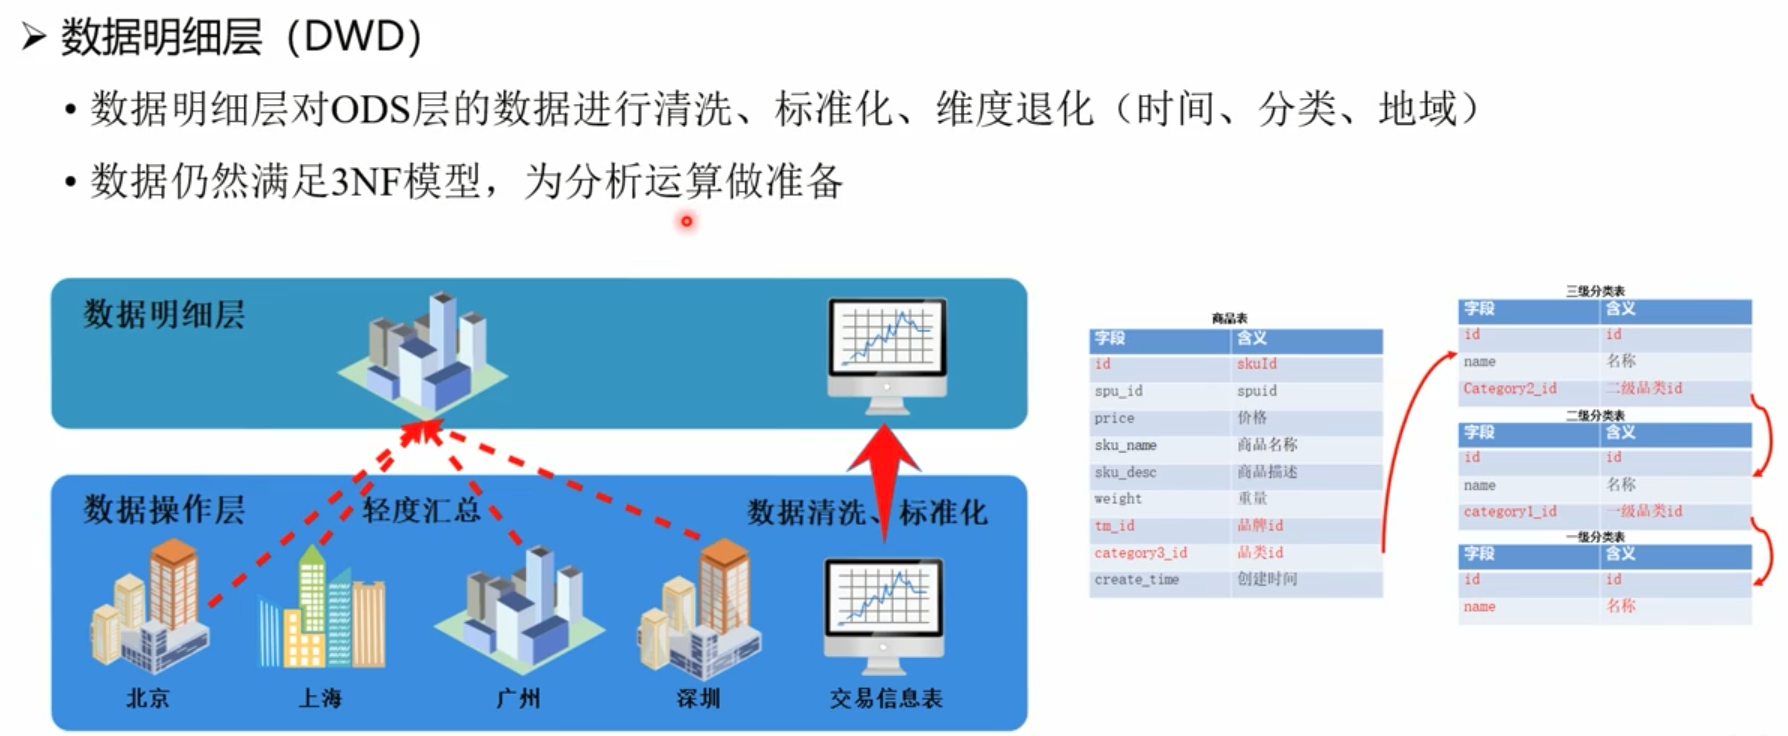 ➢ 数据明细层（DWD）
• 数据明细层对ODS层的数据进行清洗、标准化、维度退化（时间、分类、地域）
• 数据仍然满足3NF模型，为分析运算做准备
数据明细层
数据操作层
轻度汇总
数据清洗、标准化
北京
上海
广州
深圳
交易信息表
商品表
字段 含义
id skuId
spu_id spuid
price 价格
sku_name 商品名称
sku_desc 商品描述
weight 重量
tm_id 品牌id
category3_id 品类id
create_time 创建时间
三级分类表
字段 含义
id id
name 名称
Category2_id 二级品类id
二级分类表
字段 含义
id id
name 名称
category1_id 一级品类id
一级分类表
字段 含义
id id
name 名称